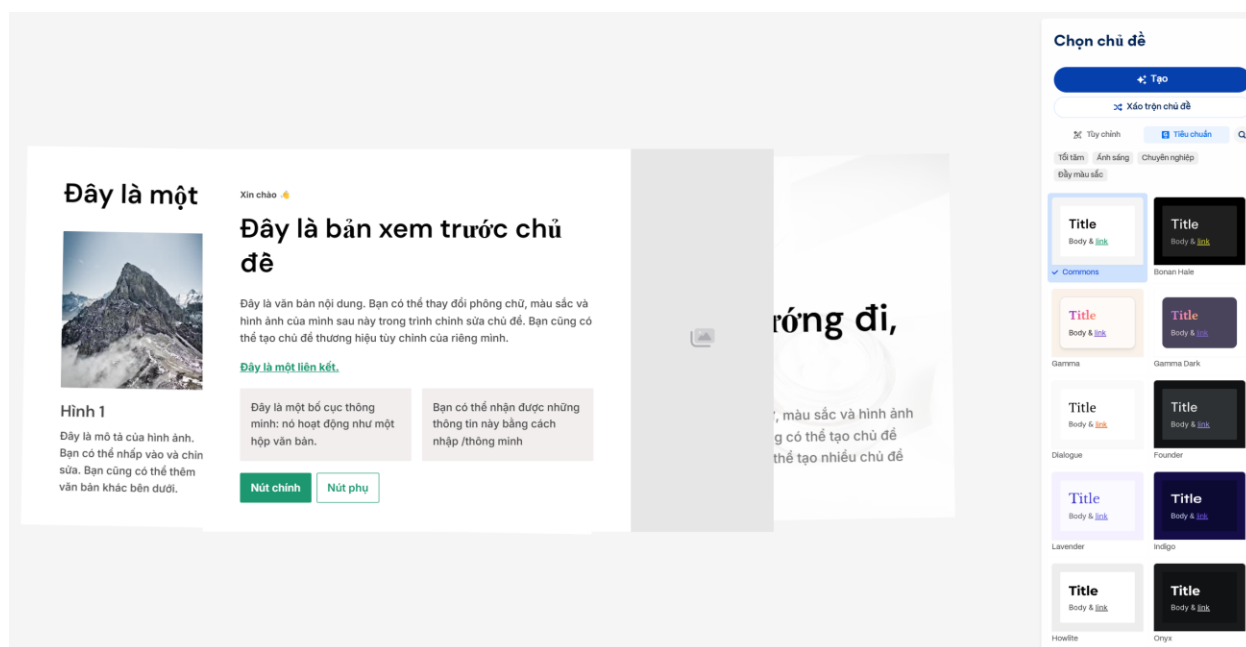 Đây là một
Hình 1
Đây là mô tả của hình ảnh.
Bạn có thể nhấp vào và chỉn
sửa. Bạn cũng có thể thêm
văn bản khác bên dưới.
Xin chào 👋
Đây là bản xem trước chủ
đề
Đây là văn bản nội dung. Bạn có thể thay đổi phông chữ, màu sắc và
hình ảnh của mình sau này trong trình chỉnh sửa chủ đề. Bạn cũng có
thể tạo chủ đề thương hiệu tùy chỉnh của riêng mình.
Đây là một liên kết.
Đây là một bố cục thông
minh: nó hoạt động như một
hộp văn bản.
Bạn có thể nhận được những
thông tin này bằng cách
nhập /thông minh
Nút chính
Nút phụ
ướng đi,
, màu sắc và hình ảnh
g có thể tạo chủ đề
thể tạo nhiều chủ đề
Chọn chủ đề
Tạo
Xáo trộn chủ đề
Tùy chỉnh
Tiêu chuẩn
Tối tăm
Ánh sáng
Chuyên nghiệp
Đầy màu sắc
Title
Body & link
Commons
Title
Body & link
Bonan Hale
Title
Body & link
Gamma
Title
Body & link
Gamma Dark
Title
Body & link
Dialogue
Title
Body & link
Founder
Title
Body & link
Lavender
Title
Body & link
Indigo
Title
Body & link
Howlite
Title
Body & link
Onyx